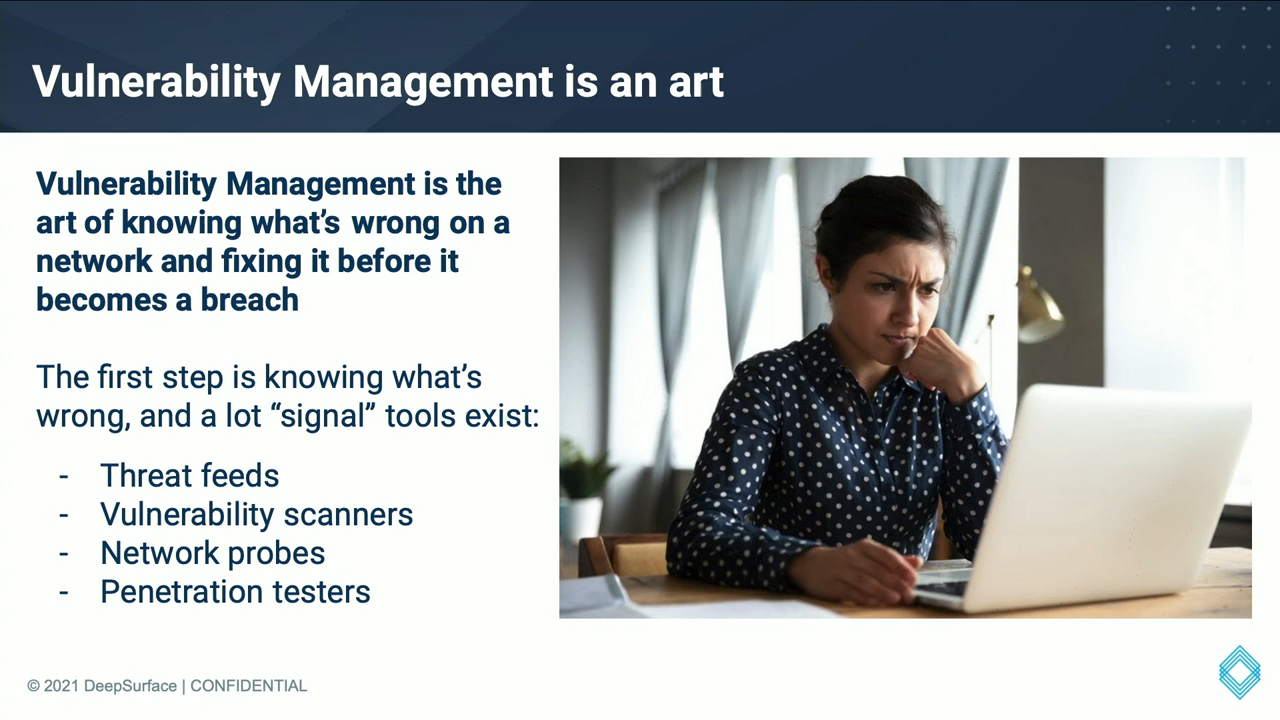 Vulnerability Management is an art
Vulnerability Management is the
art of knowing what's wrong on a
network and fixing it before it
becomes a breach
The first step is knowing what's
wrong, and a lot “signal” tools exist:
- Threat feeds
- Vulnerability scanners
- Network probes
- Penetration testers
© 2021 DeepSurface | CONFIDENTIAL